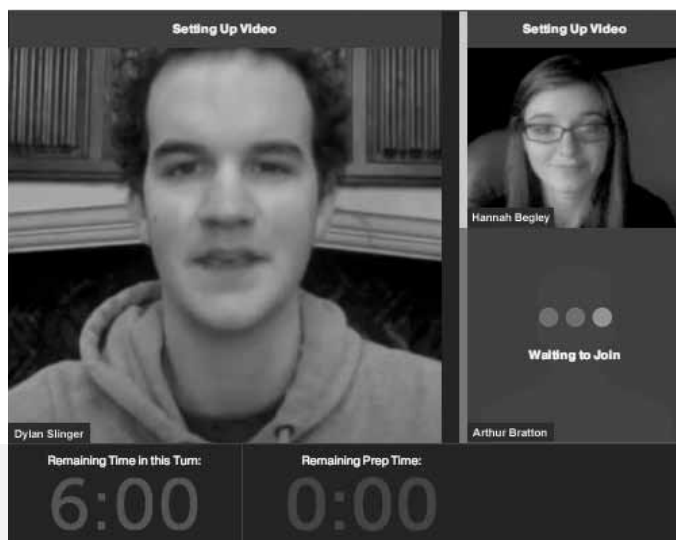 Setting Up Video
Setting Up Video
Dylan Slinger
Hannah Begley
Waiting to Join
Arthur Bratton
Remaining Time in this Turn:
6:00
Remaining Prep Time:
0:00